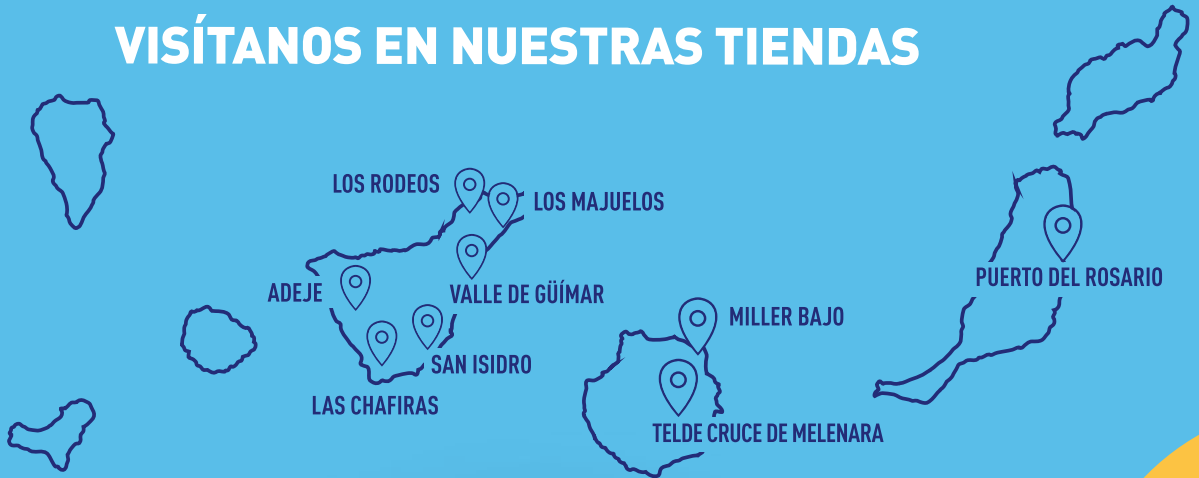 VISÍTANOS EN NUESTRAS TIENDAS
LOS RODEOS
LOS MAJUELOS
ADEJE
VALLE DE GÜÍMAR
PUERTO DEL ROSARIO
MILLER BAJO
SAN ISIDRO
LAS CHAFIRAS
TELDE CRUCE DE MELENARA